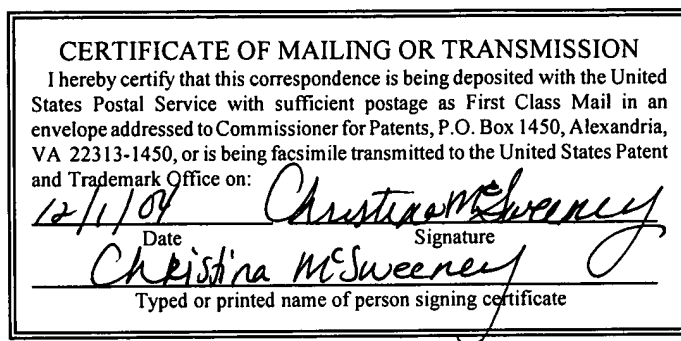 CERTIFICATE OF MAILING OR TRANSMISSION
I hereby certify that this correspondence is being deposited with the United
States Postal Service with sufficient postage as First Class Mail in an
envelope addressed to Commissioner for Patents, P.O. Box 1450, Alexandria,
VA 22313-1450, or is being facsimile transmitted to the United States Patent
and Trademark Office on:
12/1/04 Christina McSweeney
Date Signature
Christina McSweeney
Typed or printed name of person signing certificate